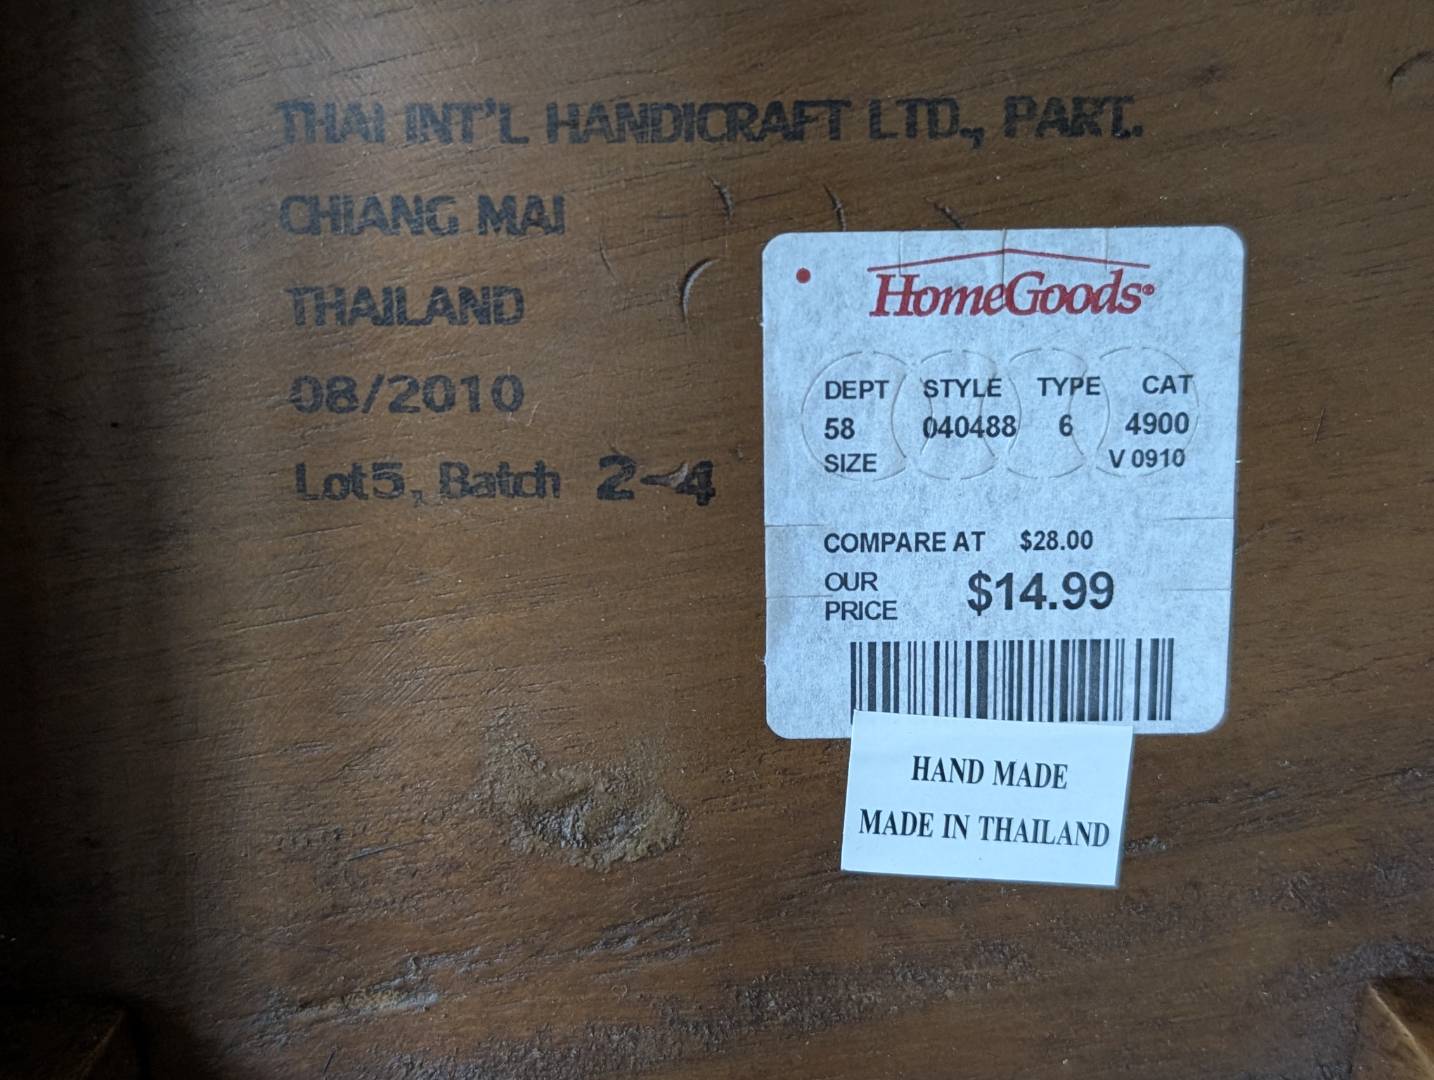 THAI INT'L HANDICRAFT LTD., PART.
CHIANG MAI
THAILAND
08/2010
Lot5, Batch 2-4
HomeGoods®
DEPT STYLE TYPE CAT
58 040488 6 4900
SIZE V 0910
COMPARE AT $28.00
OUR PRICE $14.99
HAND MADE
MADE IN THAILAND